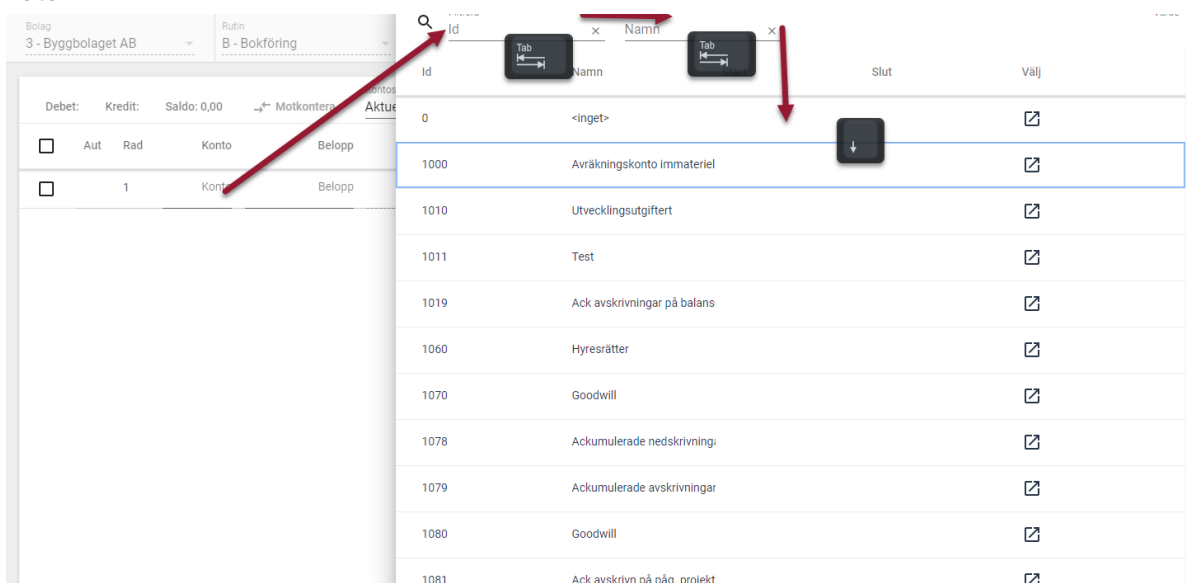 Bolag
3 - Byggbolaget AB
Rutin
B - Bokföring
Id
Namn
Tab
Tab
Id
Namn
Slut
Välj
Debet:
Kredit:
Saldo: 0,00
Motkontera
Aktue
Aut
Rad
Konto
Belopp
1
Konto
Belopp
0
<inget>
1000
Avräkningskonto immateriel
1010
Utvecklingsutgiftert
1011
Test
1019
Ack avskrivningar på balans
1060
Hyresrätter
1070
Goodwill
1078
Ackumulerade nedskrivninga
1079
Ackumulerade avskrivningar
1080
Goodwill
1081
Ack avskrivn på påg. projekt